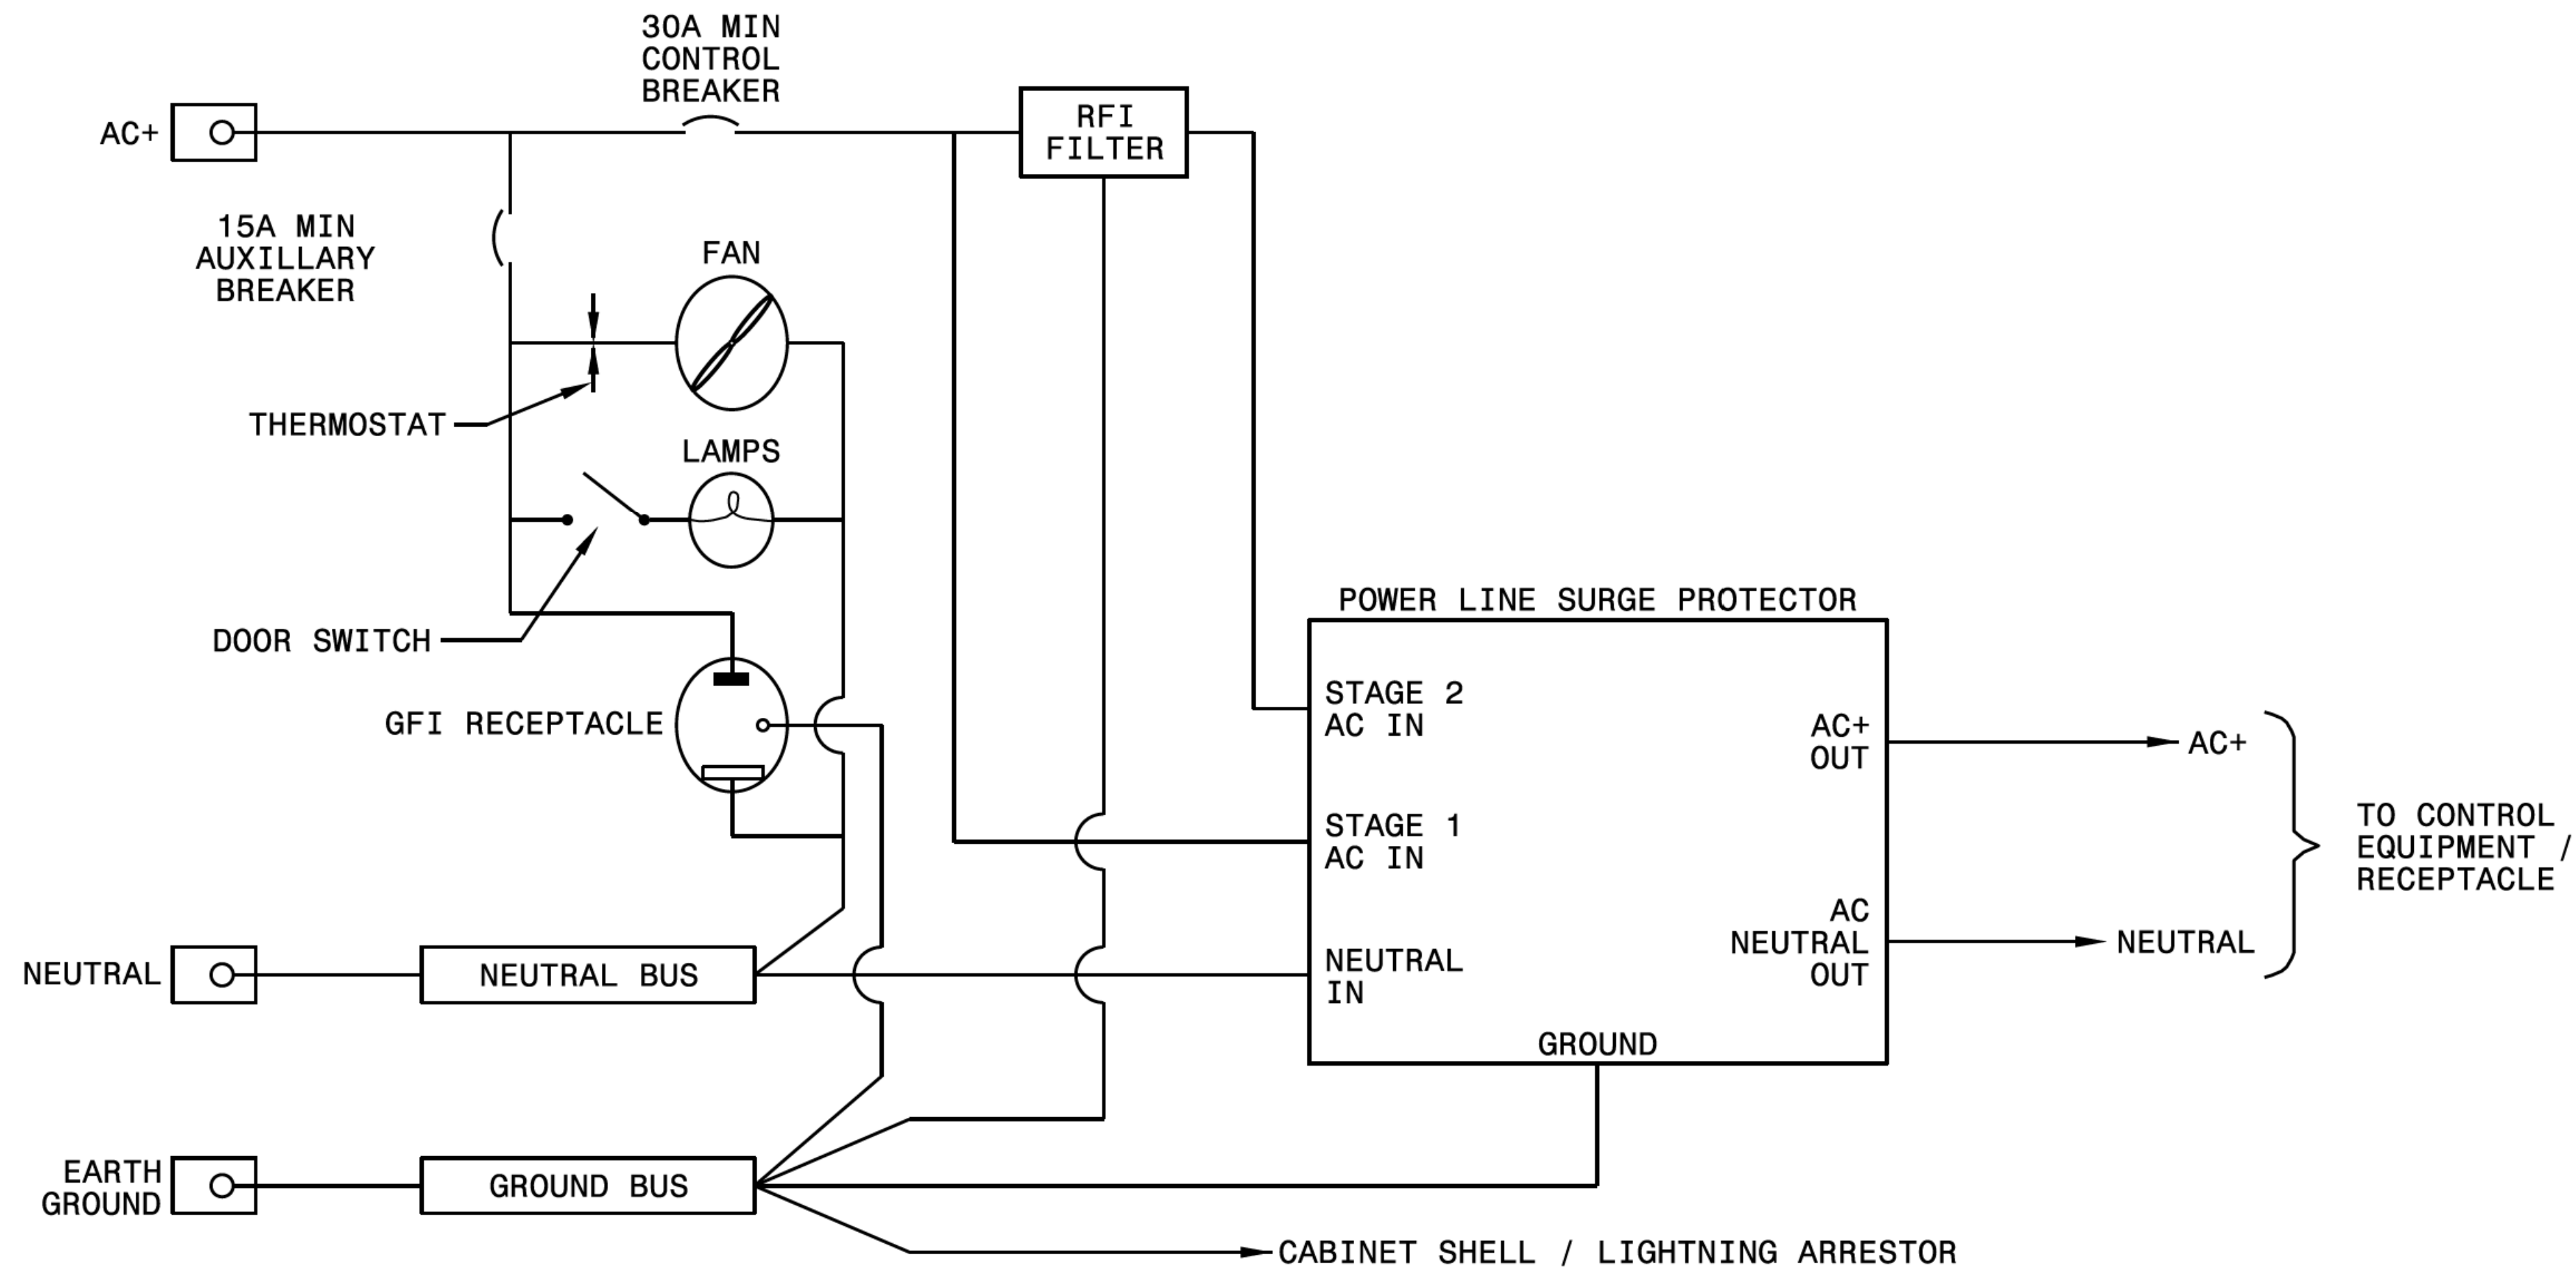 30A MIN
CONTROL
BREAKER
AC+
RFI
FILTER
15A MIN
AUXILLARY
BREAKER
FAN
THERMOSTAT
LAMPS
DOOR SWITCH
GFI RECEPTACLE
POWER LINE SURGE PROTECTOR
STAGE 2
AC IN
AC+
OUT
AC+
STAGE 1
AC IN
TO CONTROL
EQUIPMENT /
RECEPTACLE
AC
NEUTRAL
OUT
NEUTRAL
NEUTRAL
NEUTRAL BUS
NEUTRAL
IN
GROUND
EARTH
GROUND
GROUND BUS
CABINET SHELL / LIGHTNING ARRESTOR